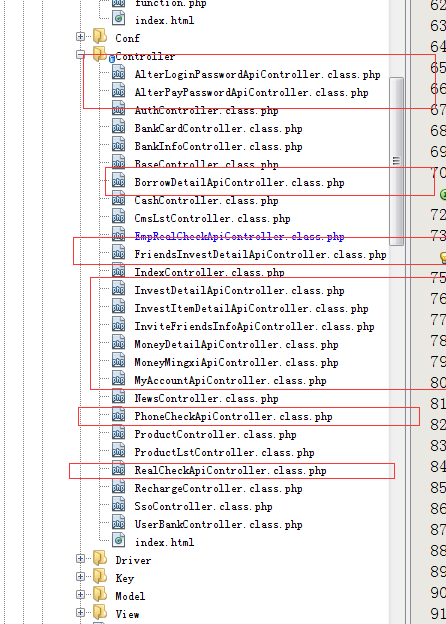 function.php
index.html
Conf
Controller
AlterLoginPasswordApiController.class.php
AlterPayPasswordApiController.class.php
AuthController.class.php
BankCardController.class.php
BankInfoController.class.php
BaseController.class.php
BorrowDetailApiController.class.php
CashController.class.php
CmsLstController.class.php
EmpRealCheckApiController.class.php
FriendsInvestDetailApiController.class.php
IndexController.class.php
InvestDetailApiController.class.php
InvestItemDetailApiController.class.php
InviteFriendsInfoApiController.class.php
MoneyDetailApiController.class.php
MoneyMingxiApiController.class.php
MyAccountApiController.class.php
NewsController.class.php
PhoneCheckApiController.class.php
ProductController.class.php
ProductLstController.class.php
RealCheckApiController.class.php
RechargeController.class.php
SsoController.class.php
UserBankController.class.php
index.html
Driver
Key
Model
View
62
63
64
65
66
67
68
69
70
72
73
75
76
77
78
79
80
81
82
83
84
85
86
87
88
89
90
91